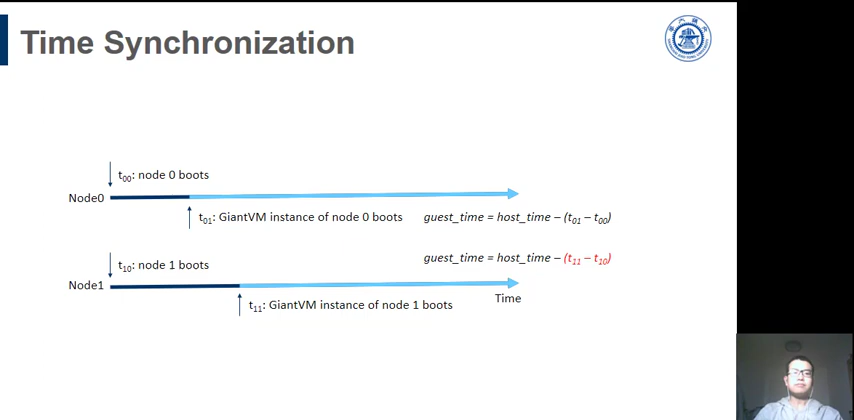 Time Synchronization
t00: node 0 boots
Node0
t01: GiantVM instance of node 0 boots
guest_time = host_time – (t01 – t00)
guest_time = host_time – (t11 – t10)
t10: node 1 boots
Node1
t11: GiantVM instance of node 1 boots
Time